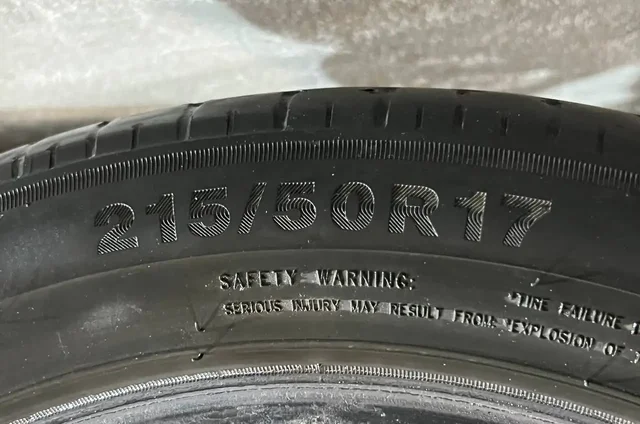 215/50R17
SAFETY WARNING:
SERIOUS INJURY MAY RESULT FROM: *EXPLOSION OF
*TIRE FAILURE